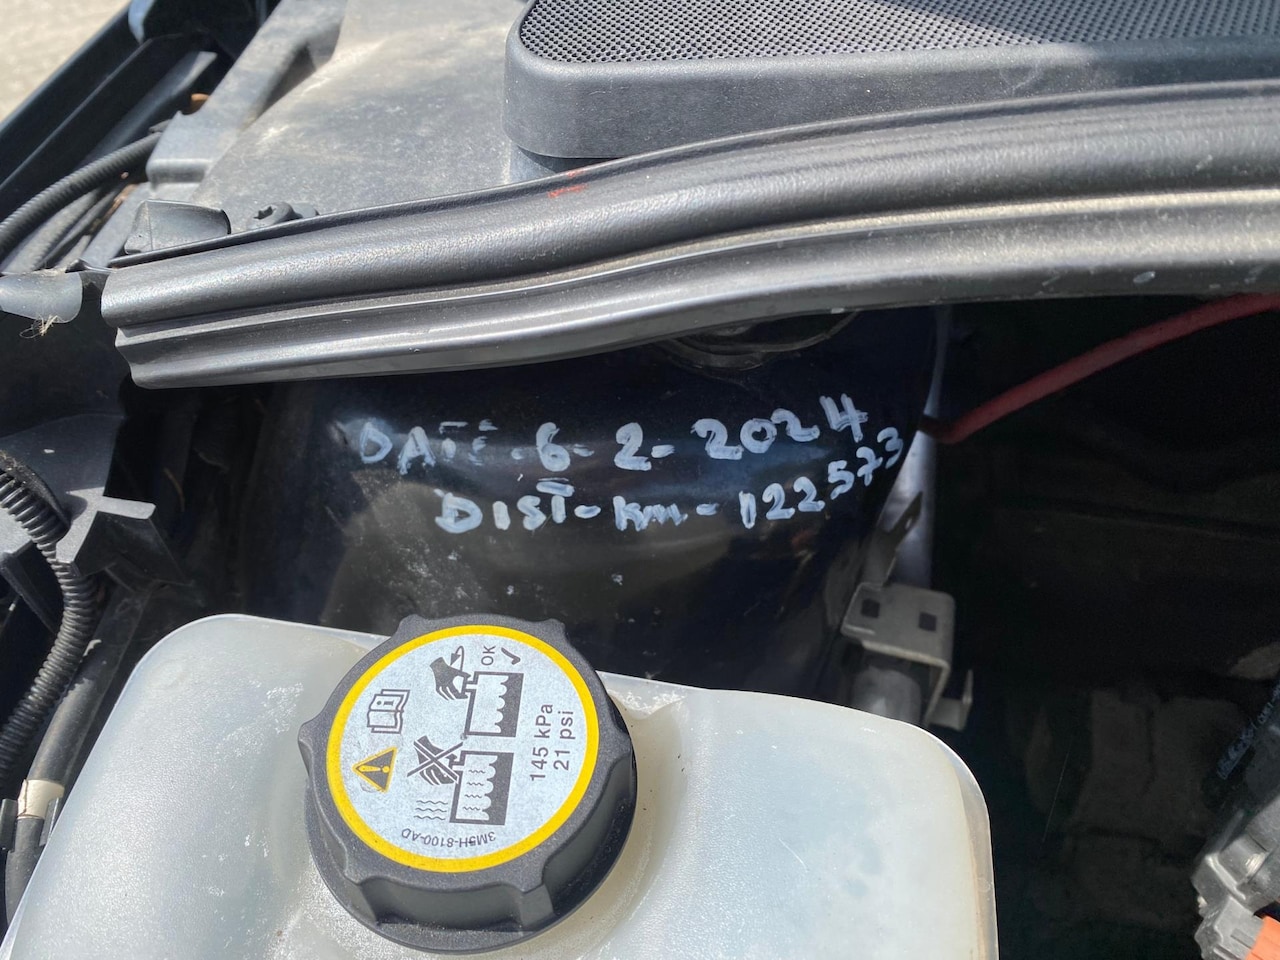 DATE - 6 - 2 - 2024
DIST - Km - 122573
OK
145 kPa
21 psi
3M5H-8100-AD